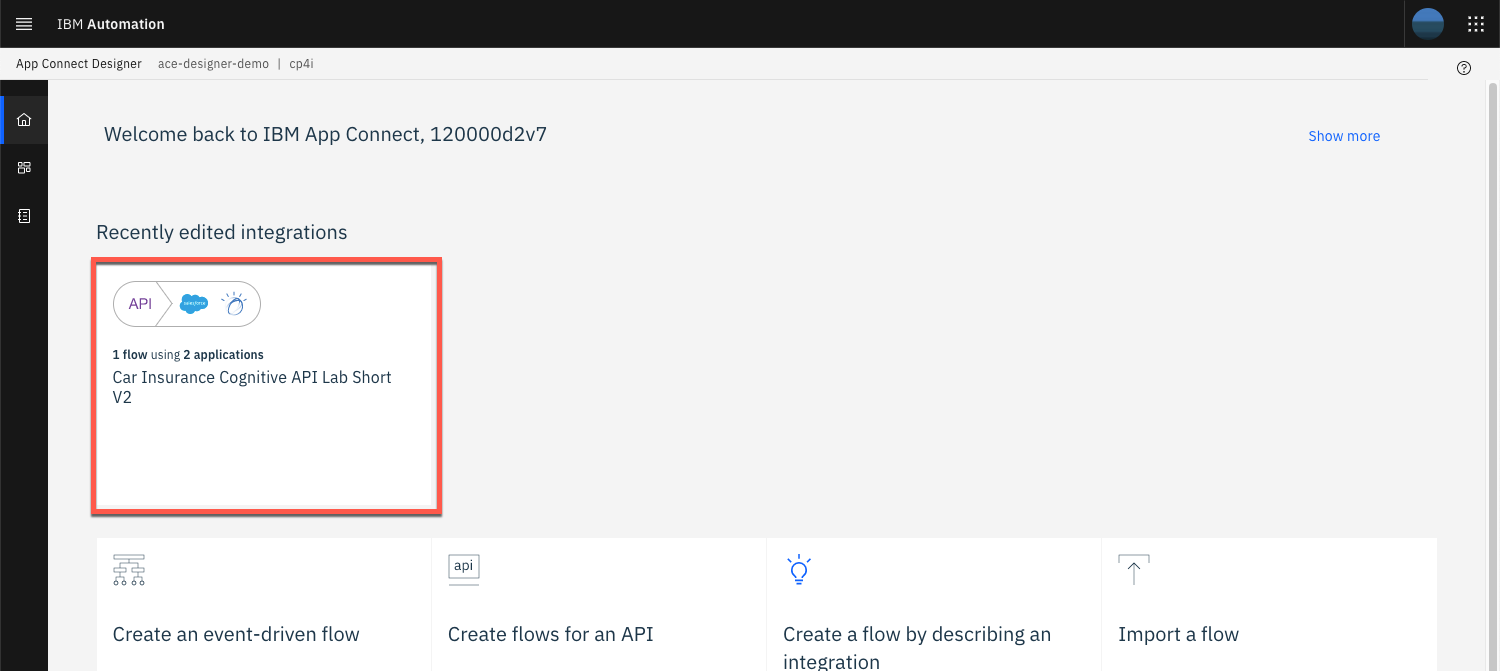 IBM Automation
App Connect Designer ace-designer-demo | cp4i
Welcome back to IBM App Connect, 120000d2v7
Show more
Recently edited integrations
API salesforce
1 flow using 2 applications
Car Insurance Cognitive API Lab Short
V2
api
Create an event-driven flow
Create flows for an API
Create a flow by describing an
integration
Import a flow